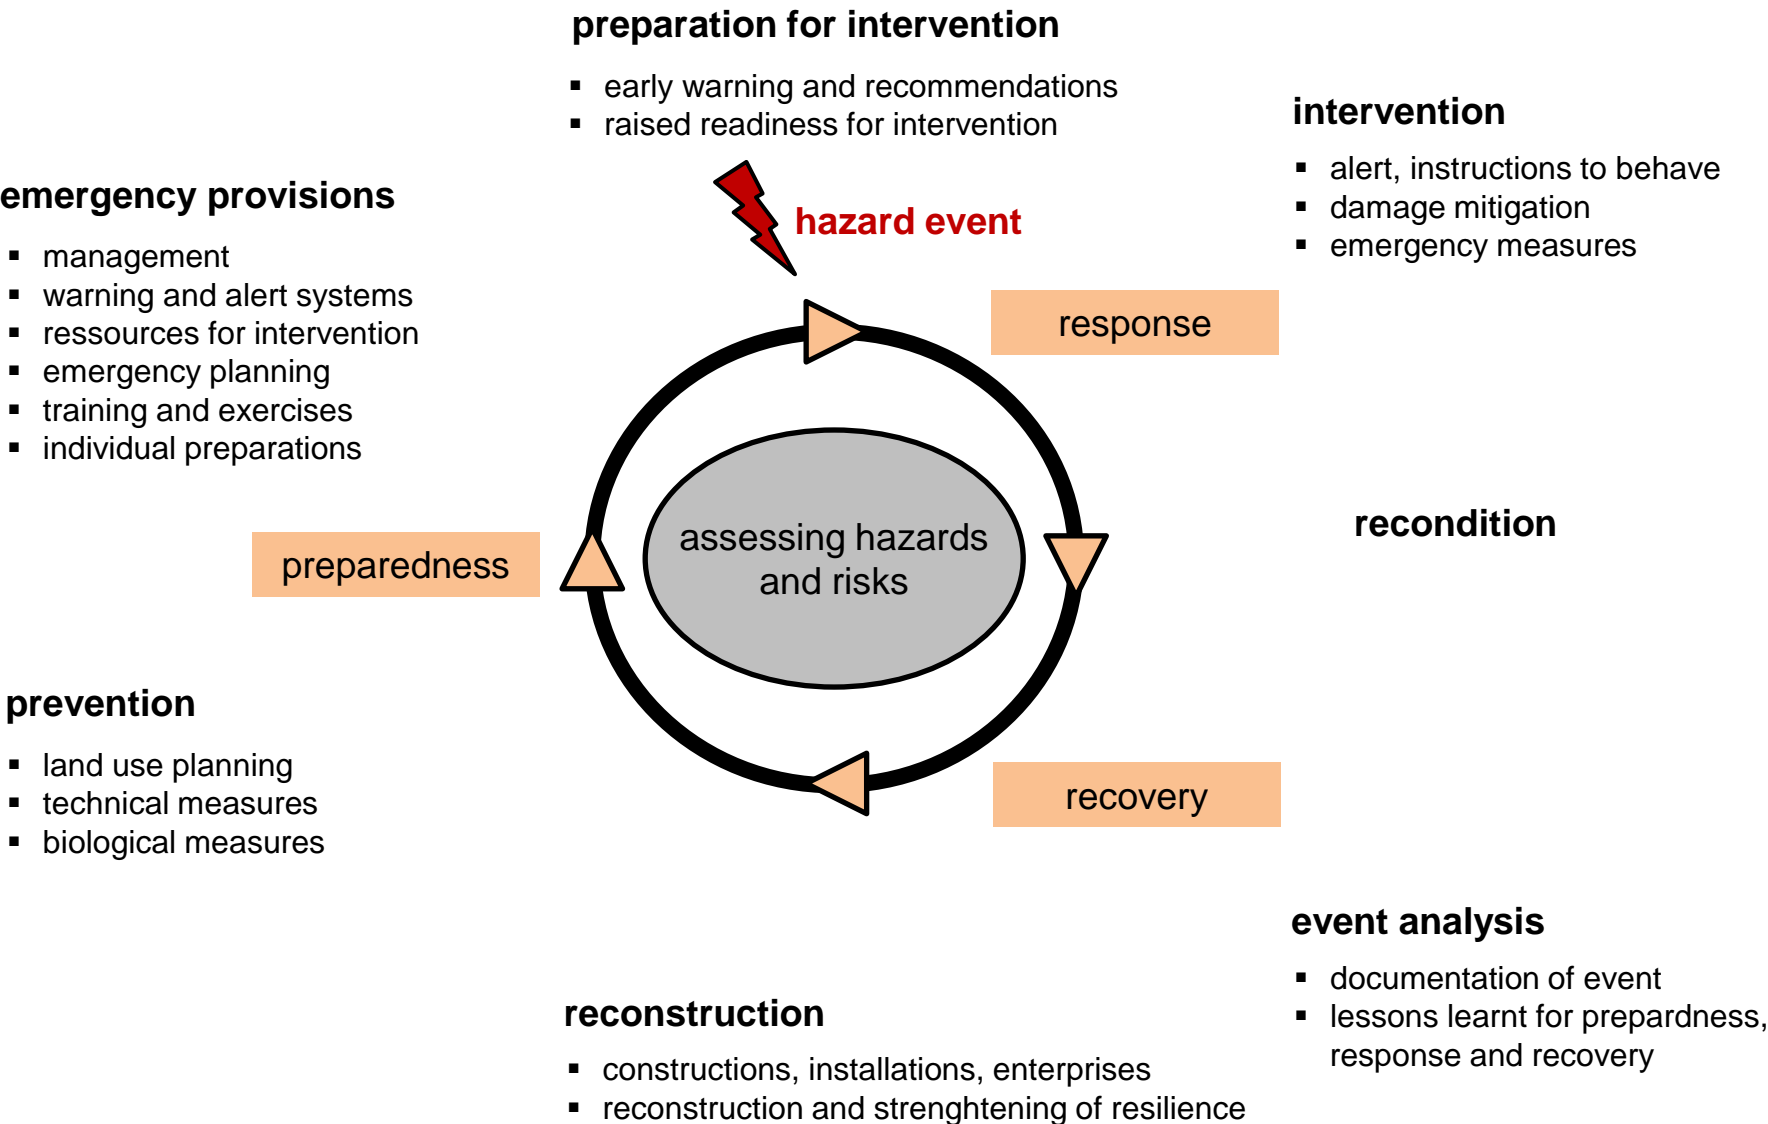 preparation for intervention
▪ early warning and recommendations
▪ raised readiness for intervention
hazard event
intervention
▪ alert, instructions to behave
▪ damage mitigation
▪ emergency measures
emergency provisions
▪ management
▪ warning and alert systems
▪ ressources for intervention
▪ emergency planning
▪ training and exercises
▪ individual preparations
response
recondition
assessing hazards
and risks
preparedness
prevention
▪ land use planning
▪ technical measures
▪ biological measures
recovery
event analysis
▪ documentation of event
▪ lessons learnt for prepardness,
response and recovery
reconstruction
▪ constructions, installations, enterprises
▪ reconstruction and strenghtening of resilience